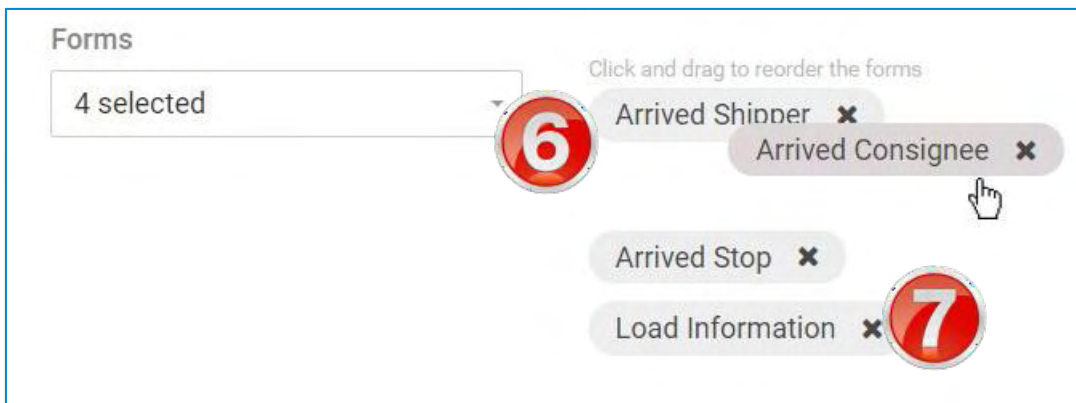 Forms
4 selected
Click and drag to reorder the forms
Arrived Shipper ✖
Arrived Consignee ✖
Arrived Stop ✖
Load Information ✖
6
7